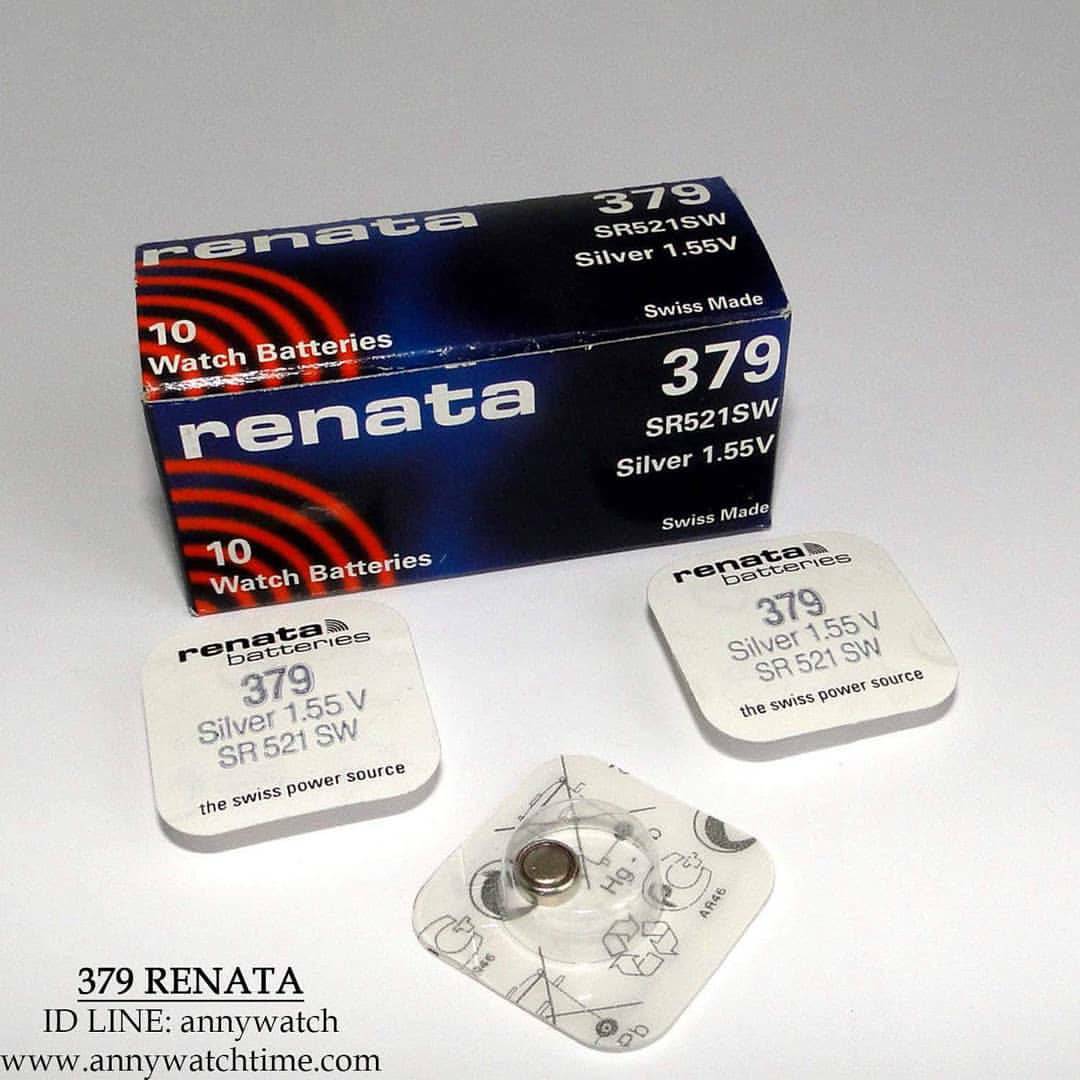 renata
379
SR521SW
Silver 1.55V
Swiss Made
10
Watch Batteries
renata
379
SR521SW
Silver 1.55V
Swiss Made
10
Watch Batteries
renata
batteries
379
Silver 1.55 V
SR 521 SW
the swiss power source
renata
batteries
379
Silver 1.55 V
SR 521 SW
the swiss power source
Hg
AR46
Pb
379 RENATA
ID LINE: annywatch
www.annywatchtime.com